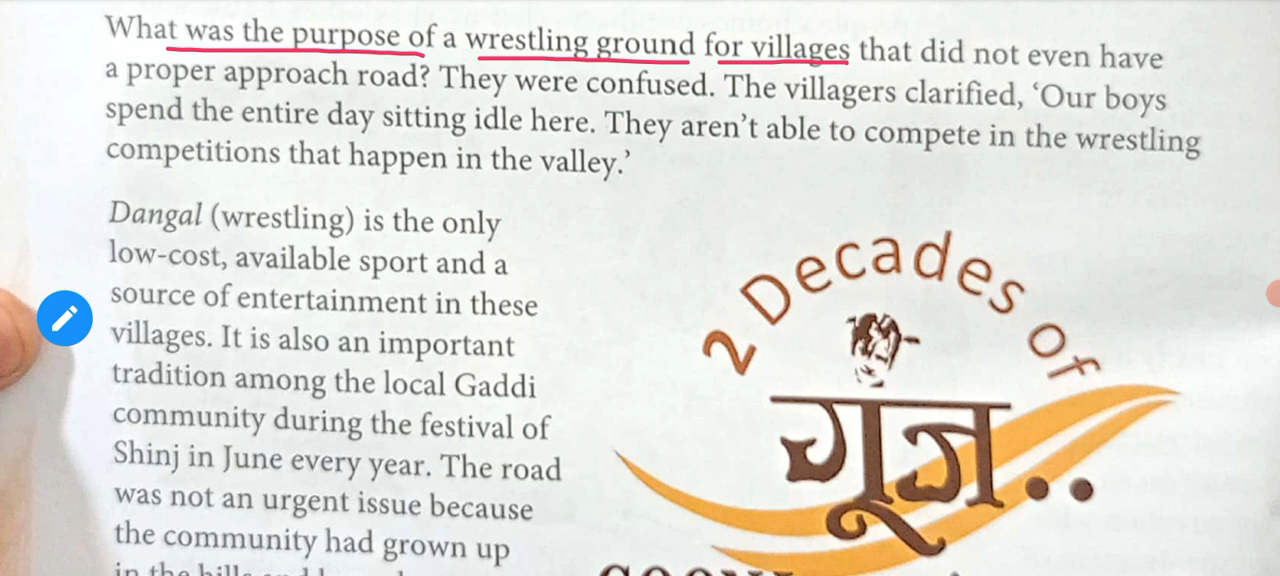 What was the purpose of a wrestling ground for villages that did not even have
a proper approach road? They were confused. The villagers clarified, ‘Our boys
spend the entire day sitting idle here. They aren’t able to compete in the wrestling
competitions that happen in the valley.’
Dangal (wrestling) is the only
low-cost, available sport and a
source of entertainment in these
villages. It is also an important
tradition among the local Gaddi
community during the festival of
Shinj in June every year. The road
was not an urgent issue because
the community had grown up
in the hills
2 Decades of
गूंज..